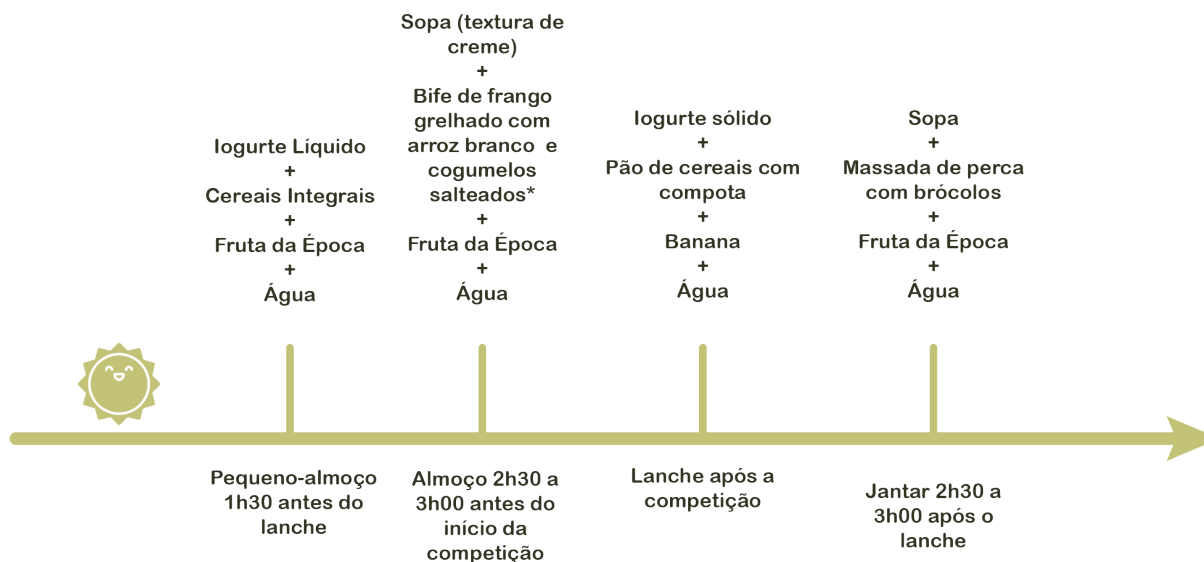 Iogurte Líquido
+
Cereais Integrais
+
Fruta da Época
+
Água
Sopa (textura de
creme)
+
Bife de frango
grelhado com
arroz branco e
cogumelos
salteados*
+
Fruta da Época
+
Água
Iogurte sólido
+
Pão de cereais com
compota
+
Banana
+
Água
Sopa
+
Massada de perca
com brócolos
+
Fruta da Época
+
Água
Pequeno-almoço
1h30 antes do
lanche
Almoço 2h30 a
3h00 antes do
início da
competição
Lanche após a
competição
Jantar 2h30 a
3h00 após o
lanche